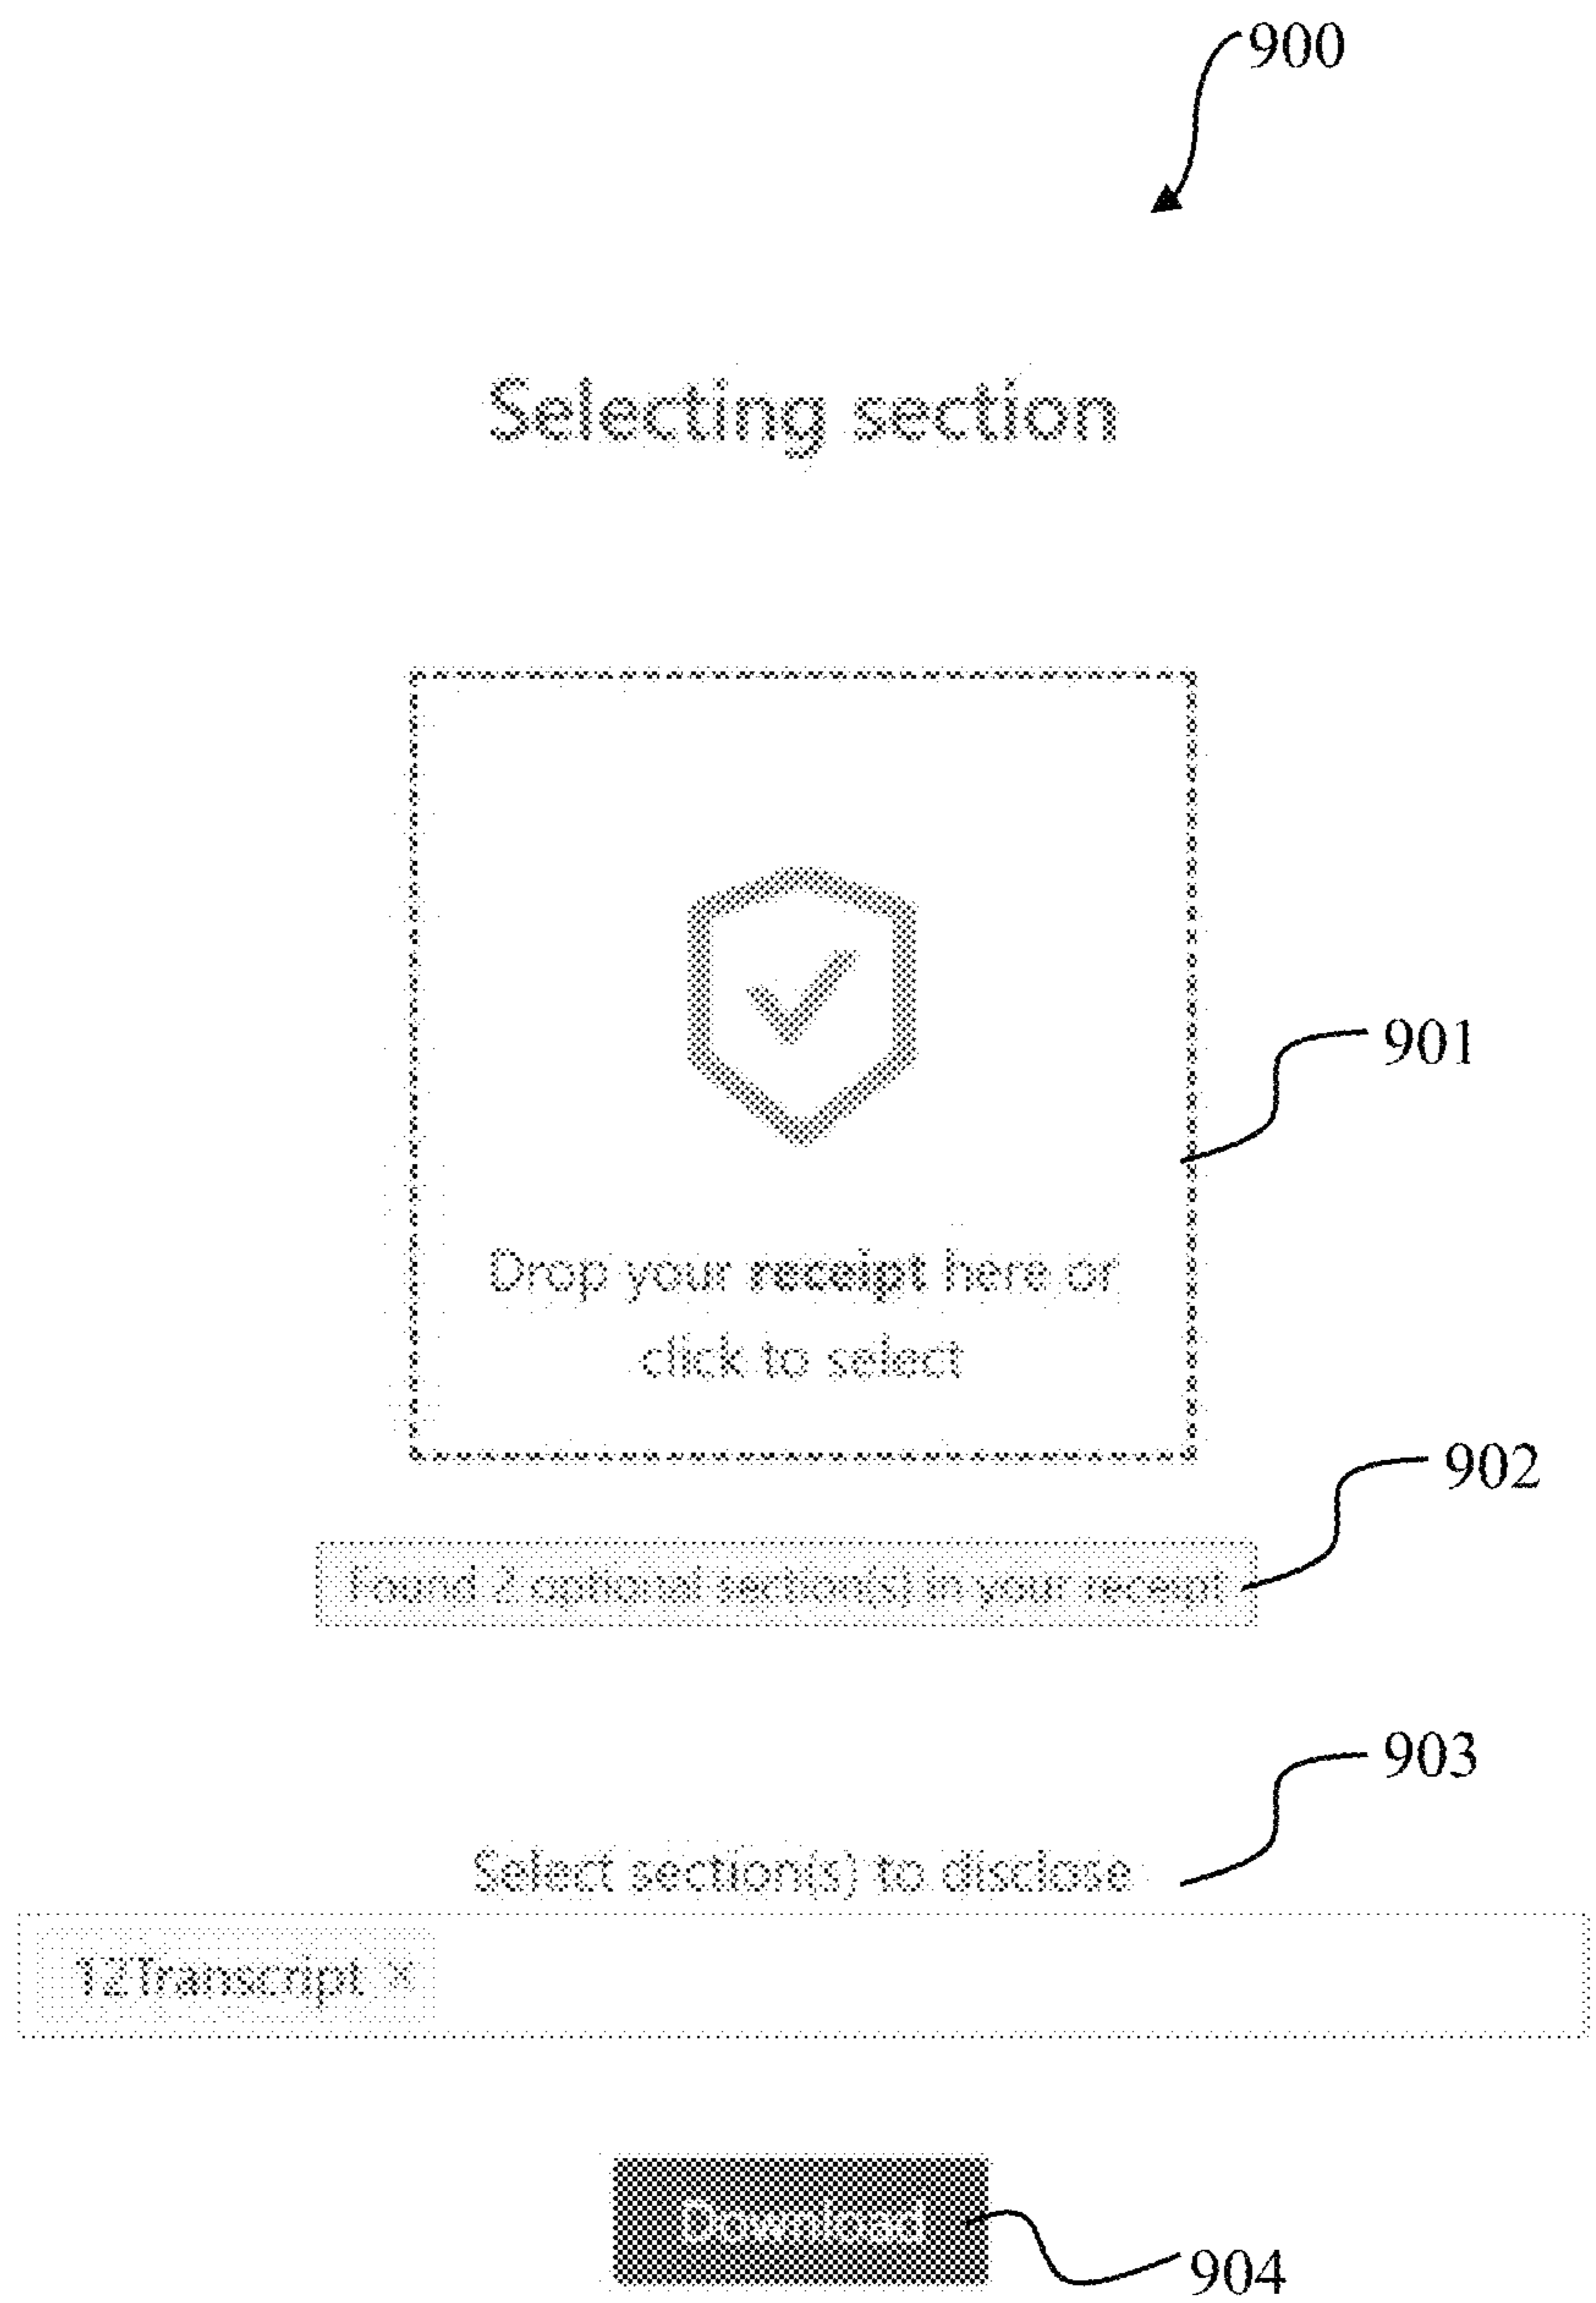 900
Selecting section
901
Drop your receipt here or
click to select
902
Found 2 optional section(s) in your receipt
903
Select section(s) to disclose
T2Transcript ×
Download
904